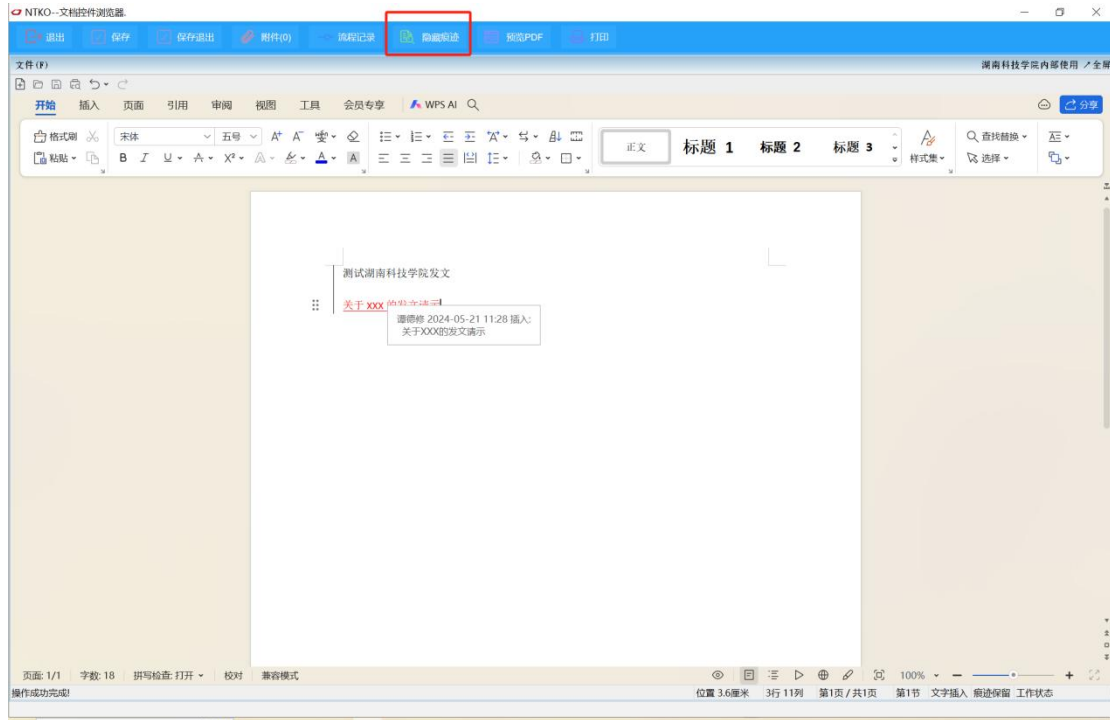 NTKO--文档控件浏览器.
退出 保存 保存退出 附件(0) 流程记录 隐藏痕迹 预览PDF 打印
文件(F) 湖南科技学院内部使用 全屏
开始 插入 页面 引用 审阅 视图 工具 会员专享 WPS AI
分享
格式刷 宋体 五号 A+ A-
粘贴 B I U A X² A A A
正文 标题 1 标题 2 标题 3 样式集 查找替换 选择
测试湖南科技学院发文
关于 xxx 的发文请示
谭德修 2024-05-21 11:28 插入:
关于XXX的发文请示
页面: 1/1 字数: 18 拼写检查: 打开 校对 兼容模式 100%
操作成功完成! 位置 3.6厘米 3行 11列 第1页 / 共1页 第1节 文字插入 痕迹保留 工作状态